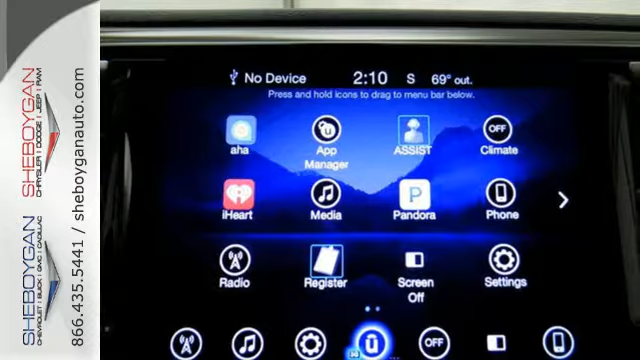 No Device 2:10 S 69° out.
Press and hold icons to drag to menu bar below.
aha App Manager ASSIST OFF Climate
iHeart Media P Pandora Phone
Radio Register Screen Off Settings
OFF
SHEBOYGAN
CHRYSLER | DODGE | JEEP | RAM
SHEBOYGAN
CHEVROLET | BUICK | GMC | CADILLAC
866.435.5441 / sheboyganauto.com